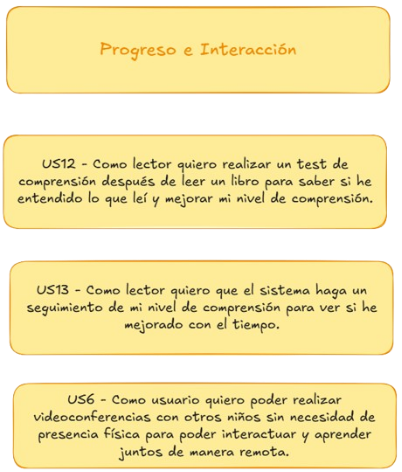 Progreso e Interacción
US12 - Como lector quiero realizar un test de
comprensión después de leer un libro para saber si he
entendido lo que leí y mejorar mi nivel de comprensión.
US13 - Como lector quiero que el sistema haga un
seguimiento de mi nivel de comprensión para ver si he
mejorado con el tiempo.
US6 - Como usuario quiero poder realizar
videoconferencias con otros niños sin necesidad de
presencia física para poder interactuar y aprender
juntos de manera remota.